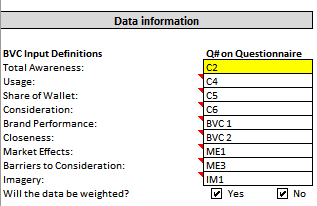 Data information
BVC Input Definitions Q# on Questionnaire
Total Awareness: C2
Usage: C4
Share of Wallet: C5
Consideration: C6
Brand Performance: BVC 1
Closeness: BVC 2
Market Effects: ME1
Barriers to Consideration: ME3
Imagery: IM1
Will the data be weighted? Yes No